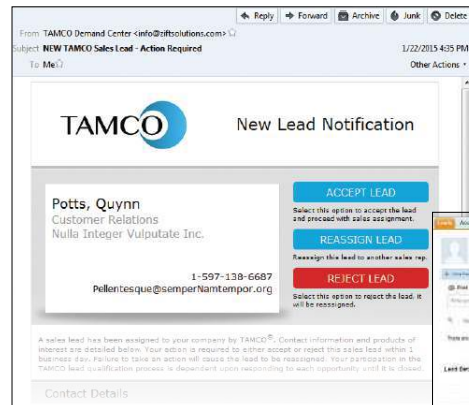 Reply Forward Archive Junk Delete
From TAMCO Demand Center <info@ziftsolutions.com>
Subject NEW TAMCO Sales Lead - Action Required 1/22/2015 4:35 PM
To Me Other Actions
TAMCO New Lead Notification
Potts, Quynn
Customer Relations
Nulla Integer Vulputate Inc.
1-597-138-6687
Pellentesque@semperNamtempor.org
ACCEPT LEAD
Select this option to accept the lead
and proceed with sales assignment.
REASSIGN LEAD
Reassign this lead to another sales rep.
REJECT LEAD
Select this option to reject the lead. It
will be reassigned.
A sales lead has been assigned to your company by TAMCO®. Contact information and products of
interest are detailed below. Your action is required to either accept or reject this sales lead within 1
business day. Failure to take an action will cause the lead to be reassigned. Your participation in the
TAMCO lead qualification process is dependent upon responding to each opportunity until it is closed.
Contact Details